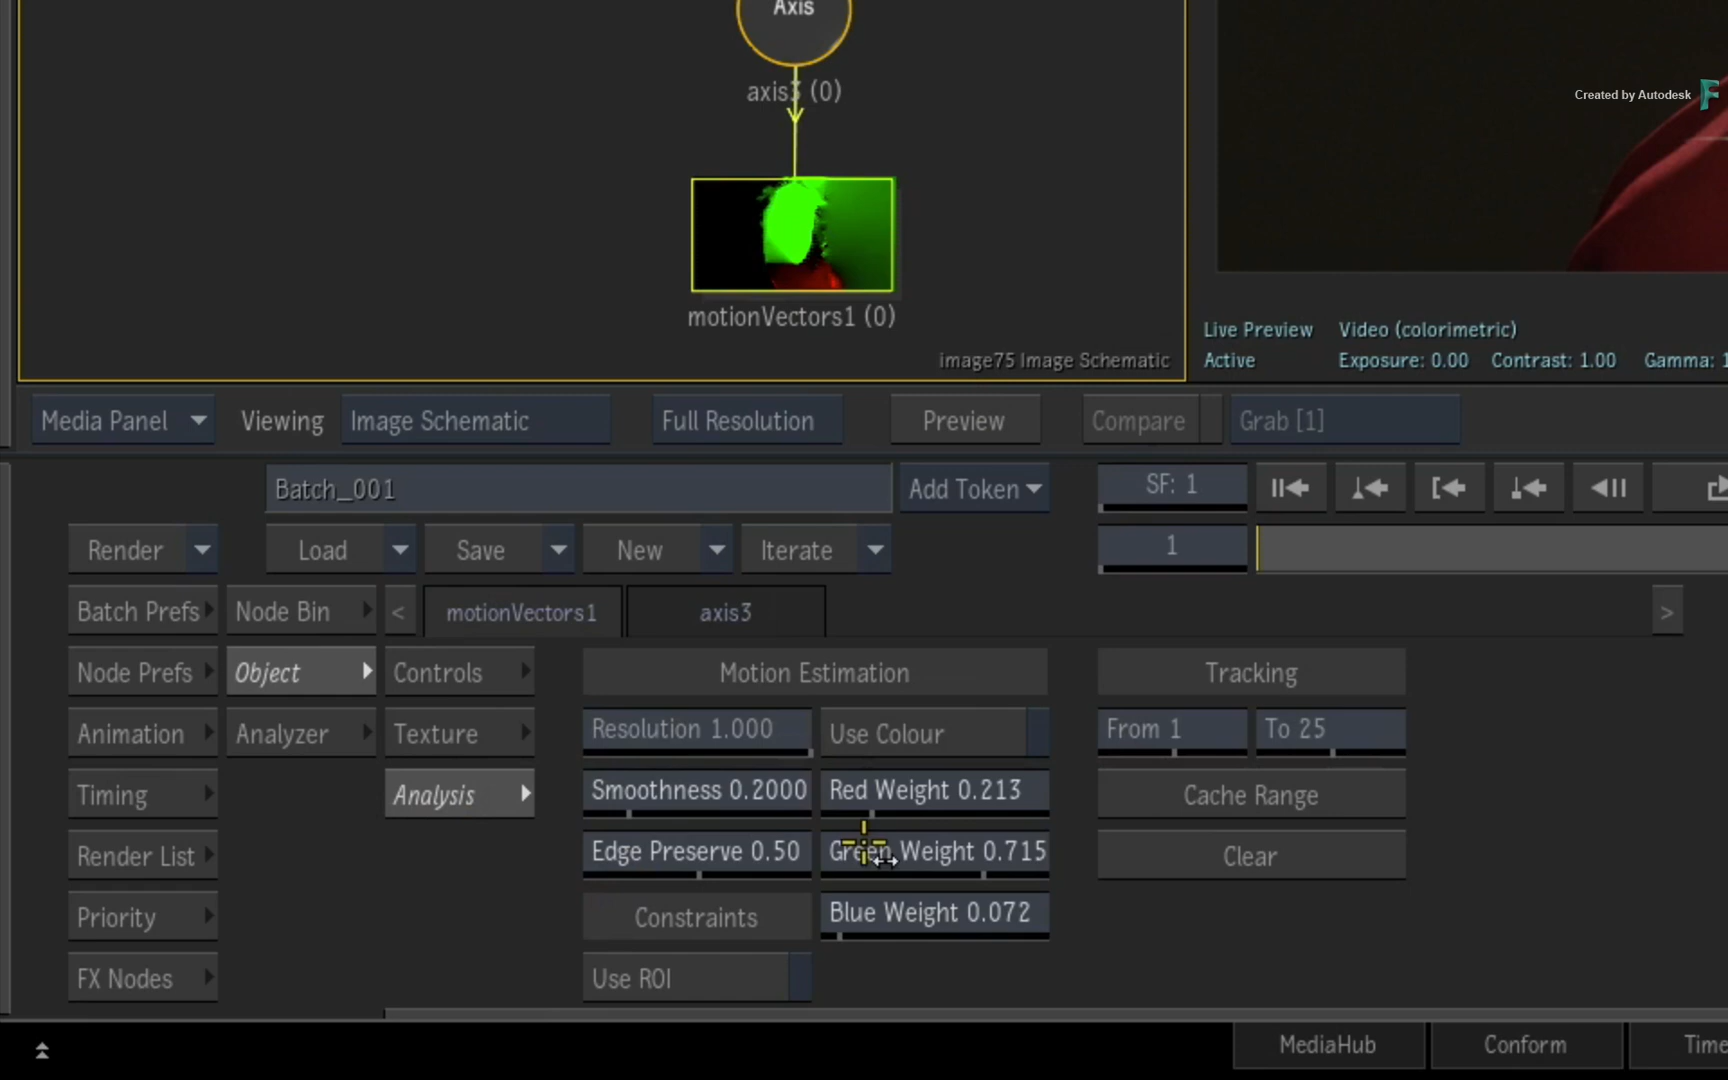 Axis
axis3 (0)
Created by Autodesk
motionVectors1 (0)
image75 Image Schematic
Live Preview Video (colorimetric)
Active Exposure: 0.00 Contrast: 1.00 Gamma: 1
Media Panel Viewing Image Schematic Full Resolution Preview Compare Grab [1]
Batch_001 Add Token SF: 1
Render Load Save New Iterate 1
Batch Prefs Node Bin < motionVectors1 axis3 >
Node Prefs Object Controls Motion Estimation Tracking
Animation Analyzer Texture Resolution 1.000 Use Colour From 1 To 25
Timing Analysis Smoothness 0.2000 Red Weight 0.213 Cache Range
Render List Edge Preserve 0.50 Green Weight 0.715 Clear
Priority Constraints Blue Weight 0.072
FX Nodes Use ROI
MediaHub Conform Time